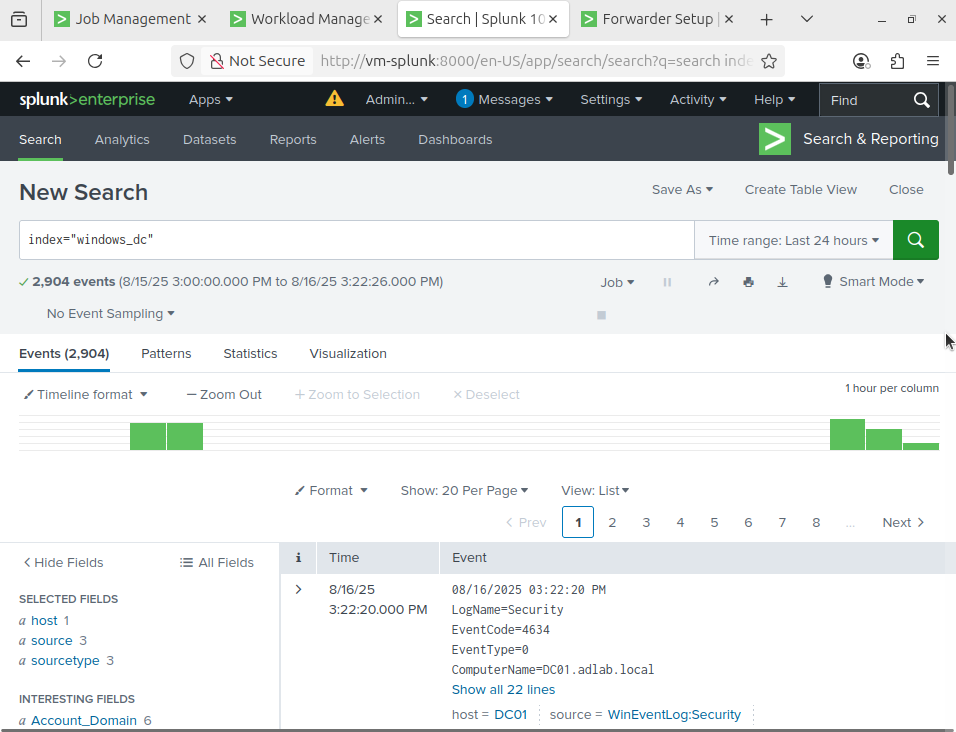 Job Management
Workload Manage
Search | Splunk 10
Forwarder Setup |
Not Secure
http://vm-splunk:8000/en-US/app/search/search?q=search inde
splunk>enterprise
Apps
Admin...
1
Messages
Settings
Activity
Help
Find
Search
Analytics
Datasets
Reports
Alerts
Dashboards
Search & Reporting
New Search
Save As
Create Table View
Close
index="windows_dc"
Time range: Last 24 hours
2,904 events (8/15/25 3:00:00.000 PM to 8/16/25 3:22:26.000 PM)
Job
Smart Mode
No Event Sampling
Events (2,904)
Patterns
Statistics
Visualization
Timeline format
Zoom Out
+ Zoom to Selection
× Deselect
1 hour per column
Format
Show: 20 Per Page
View: List
< Prev
1
2
3
4
5
6
7
8
...
Next >
< Hide Fields
All Fields
i
Time
Event
SELECTED FIELDS
a host 1
a source 3
a sourcetype 3
INTERESTING FIELDS
a Account_Domain 6
8/16/25
3:22:20.000 PM
08/16/2025 03:22:20 PM
LogName=Security
EventCode=4634
EventType=0
ComputerName=DC01.adlab.local
Show all 22 lines
host = DC01
source = WinEventLog:Security